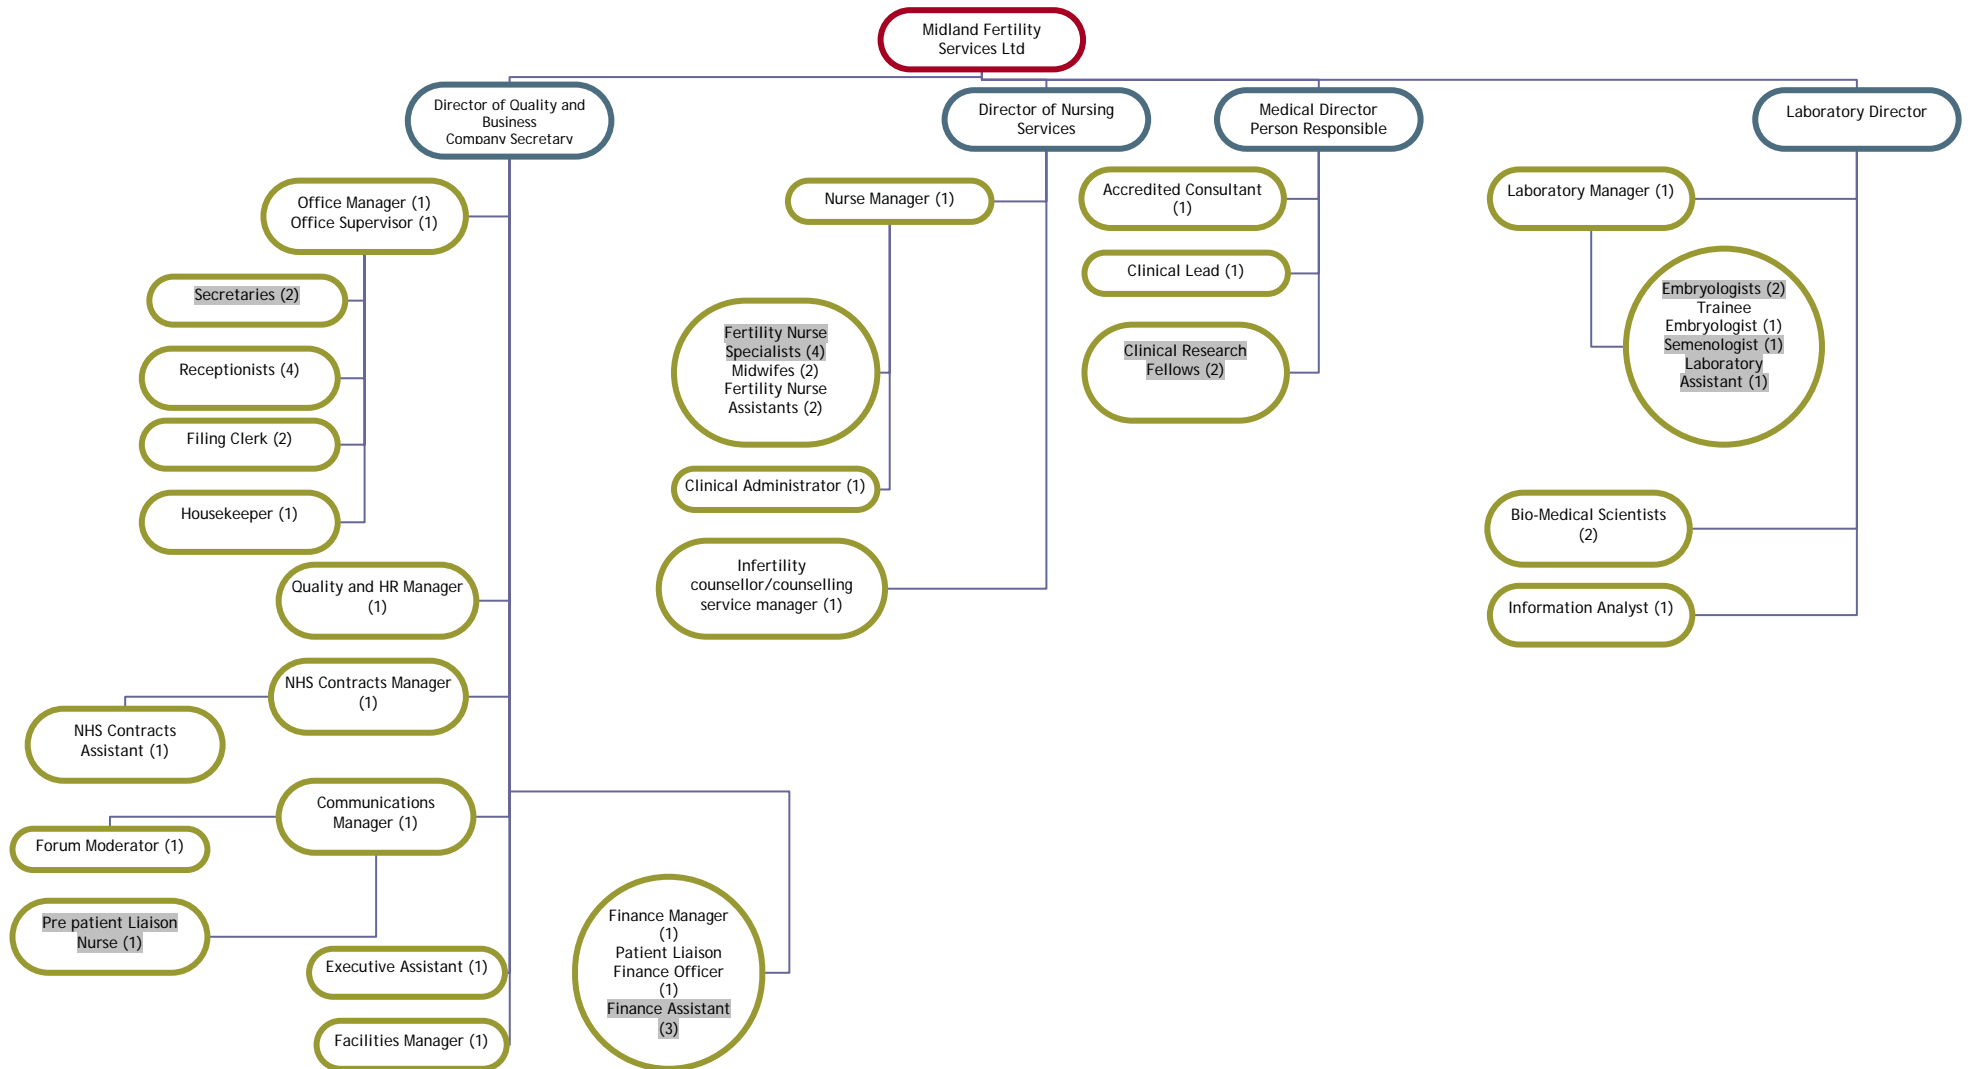 Midland Fertility
Services Ltd
Director of Quality and
Business
Company Secretary
Director of Nursing
Services
Medical Director
Person Responsible
Laboratory Director
Office Manager (1)
Office Supervisor (1)
Secretaries (2)
Receptionists (4)
Filing Clerk (2)
Housekeeper (1)
Quality and HR Manager
(1)
NHS Contracts Manager
(1)
NHS Contracts
Assistant (1)
Communications
Manager (1)
Forum Moderator (1)
Pre patient Liaison
Nurse (1)
Executive Assistant (1)
Facilities Manager (1)
Finance Manager
(1)
Patient Liaison
Finance Officer
(1)
Finance Assistant
(3)
Nurse Manager (1)
Fertility Nurse
Specialists (4)
Midwifes (2)
Fertility Nurse
Assistants (2)
Clinical Administrator (1)
Infertility
counsellor/counselling
service manager (1)
Accredited Consultant
(1)
Clinical Lead (1)
Clinical Research
Fellows (2)
Laboratory Manager (1)
Embryologists (2)
Trainee
Embryologist (1)
Semenologist (1)
Laboratory
Assistant (1)
Bio-Medical Scientists
(2)
Information Analyst (1)